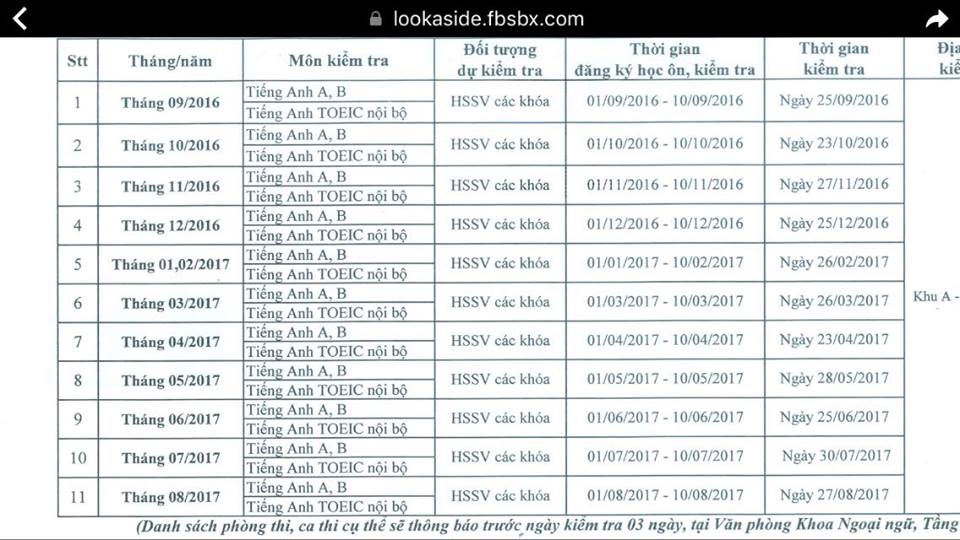 lookaside.fbsbx.com
Stt Tháng/năm Môn kiểm tra Đối tượng dự kiểm tra Thời gian đăng ký học ôn, kiểm tra Thời gian kiểm tra Địa kiể
1 Tháng 09/2016 Tiếng Anh A, B HSSV các khóa 01/09/2016 - 10/09/2016 Ngày 25/09/2016
Tiếng Anh TOEIC nội bộ
2 Tháng 10/2016 Tiếng Anh A, B HSSV các khóa 01/10/2016 - 10/10/2016 Ngày 23/10/2016
Tiếng Anh TOEIC nội bộ
3 Tháng 11/2016 Tiếng Anh A, B HSSV các khóa 01/11/2016 - 10/11/2016 Ngày 27/11/2016
Tiếng Anh TOEIC nội bộ
4 Tháng 12/2016 Tiếng Anh A, B HSSV các khóa 01/12/2016 - 10/12/2016 Ngày 25/12/2016
Tiếng Anh TOEIC nội bộ
5 Tháng 01,02/2017 Tiếng Anh A, B HSSV các khóa 01/01/2017 - 10/02/2017 Ngày 26/02/2017
Tiếng Anh TOEIC nội bộ
6 Tháng 03/2017 Tiếng Anh A, B HSSV các khóa 01/03/2017 - 10/03/2017 Ngày 26/03/2017 Khu A -
Tiếng Anh TOEIC nội bộ
7 Tháng 04/2017 Tiếng Anh A, B HSSV các khóa 01/04/2017 - 10/04/2017 Ngày 23/04/2017
Tiếng Anh TOEIC nội bộ
8 Tháng 05/2017 Tiếng Anh A, B HSSV các khóa 01/05/2017 - 10/05/2017 Ngày 28/05/2017
Tiếng Anh TOEIC nội bộ
9 Tháng 06/2017 Tiếng Anh A, B HSSV các khóa 01/06/2017 - 10/06/2017 Ngày 25/06/2017
Tiếng Anh TOEIC nội bộ
10 Tháng 07/2017 Tiếng Anh A, B HSSV các khóa 01/07/2017 - 10/07/2017 Ngày 30/07/2017
Tiếng Anh TOEIC nội bộ
11 Tháng 08/2017 Tiếng Anh A, B HSSV các khóa 01/08/2017 - 10/08/2017 Ngày 27/08/2017
Tiếng Anh TOEIC nội bộ
(Danh sách phòng thi, ca thi cụ thể sẽ thông báo trước ngày kiểm tra 03 ngày, tại Văn phòng Khoa Ngoại ngữ, Tầng